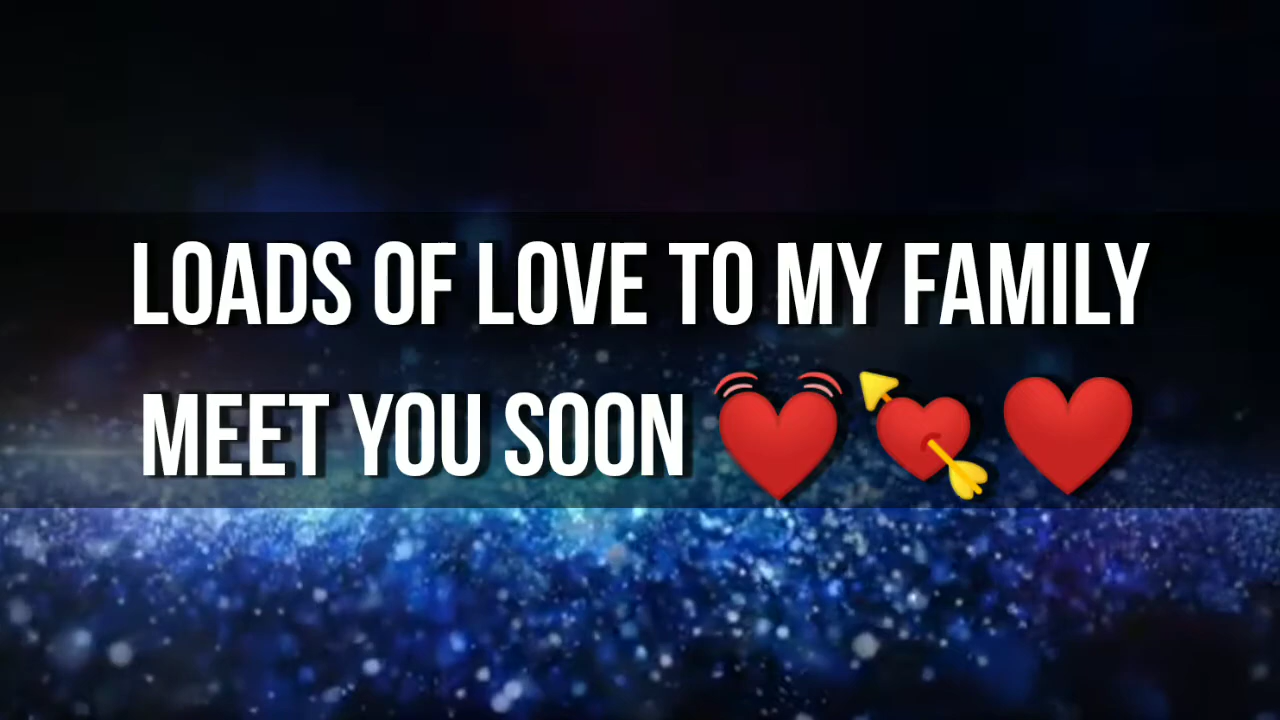 LOADS OF LOVE TO MY FAMILY
MEET YOU SOON 💓 💘 ❤️